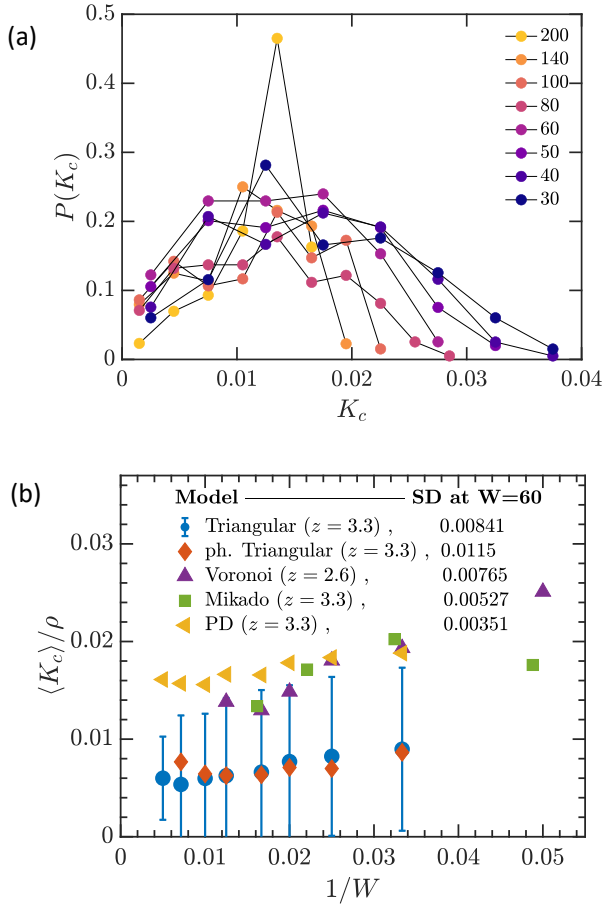 (a)
0.5
0.4
0.3
0.2
0.1
0
P(K_c)
200
140
100
80
60
50
40
30
0 0.01 0.02 0.03 0.04
K_c
(b)
Model SD at W=60
Triangular (z = 3.3) , 0.00841
ph. Triangular (z = 3.3) , 0.0115
Voronoi (z = 2.6) , 0.00765
Mikado (z = 3.3) , 0.00527
PD (z = 3.3) , 0.00351
0.03
0.02
0.01
0
⟨K_c⟩/ρ
0 0.01 0.02 0.03 0.04 0.05
1/W